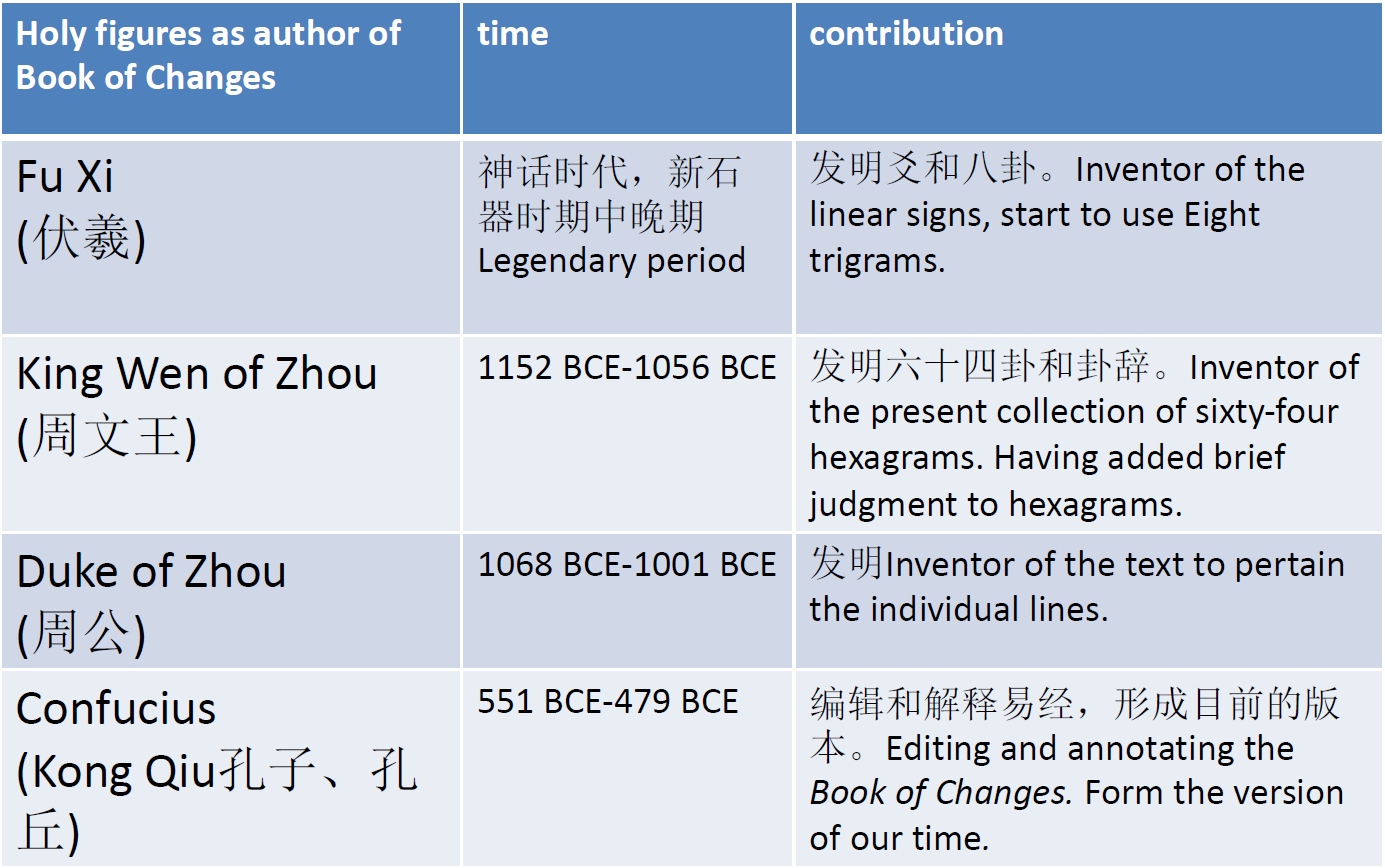 Holy figures as author of
Book of Changes
time
contribution
Fu Xi
(伏羲)
神话时代，新石
器时期中晚期
Legendary period
发明爻和八卦。Inventor of the
linear signs, start to use Eight
trigrams.
King Wen of Zhou
(周文王)
1152 BCE-1056 BCE
发明六十四卦和卦辞。Inventor of
the present collection of sixty-four
hexagrams. Having added brief
judgment to hexagrams.
Duke of Zhou
(周公)
1068 BCE-1001 BCE
发明Inventor of the text to pertain
the individual lines.
Confucius
(Kong Qiu孔子、孔
丘)
551 BCE-479 BCE
编辑和解释易经，形成目前的版
本。Editing and annotating the
Book of Changes. Form the version
of our time.